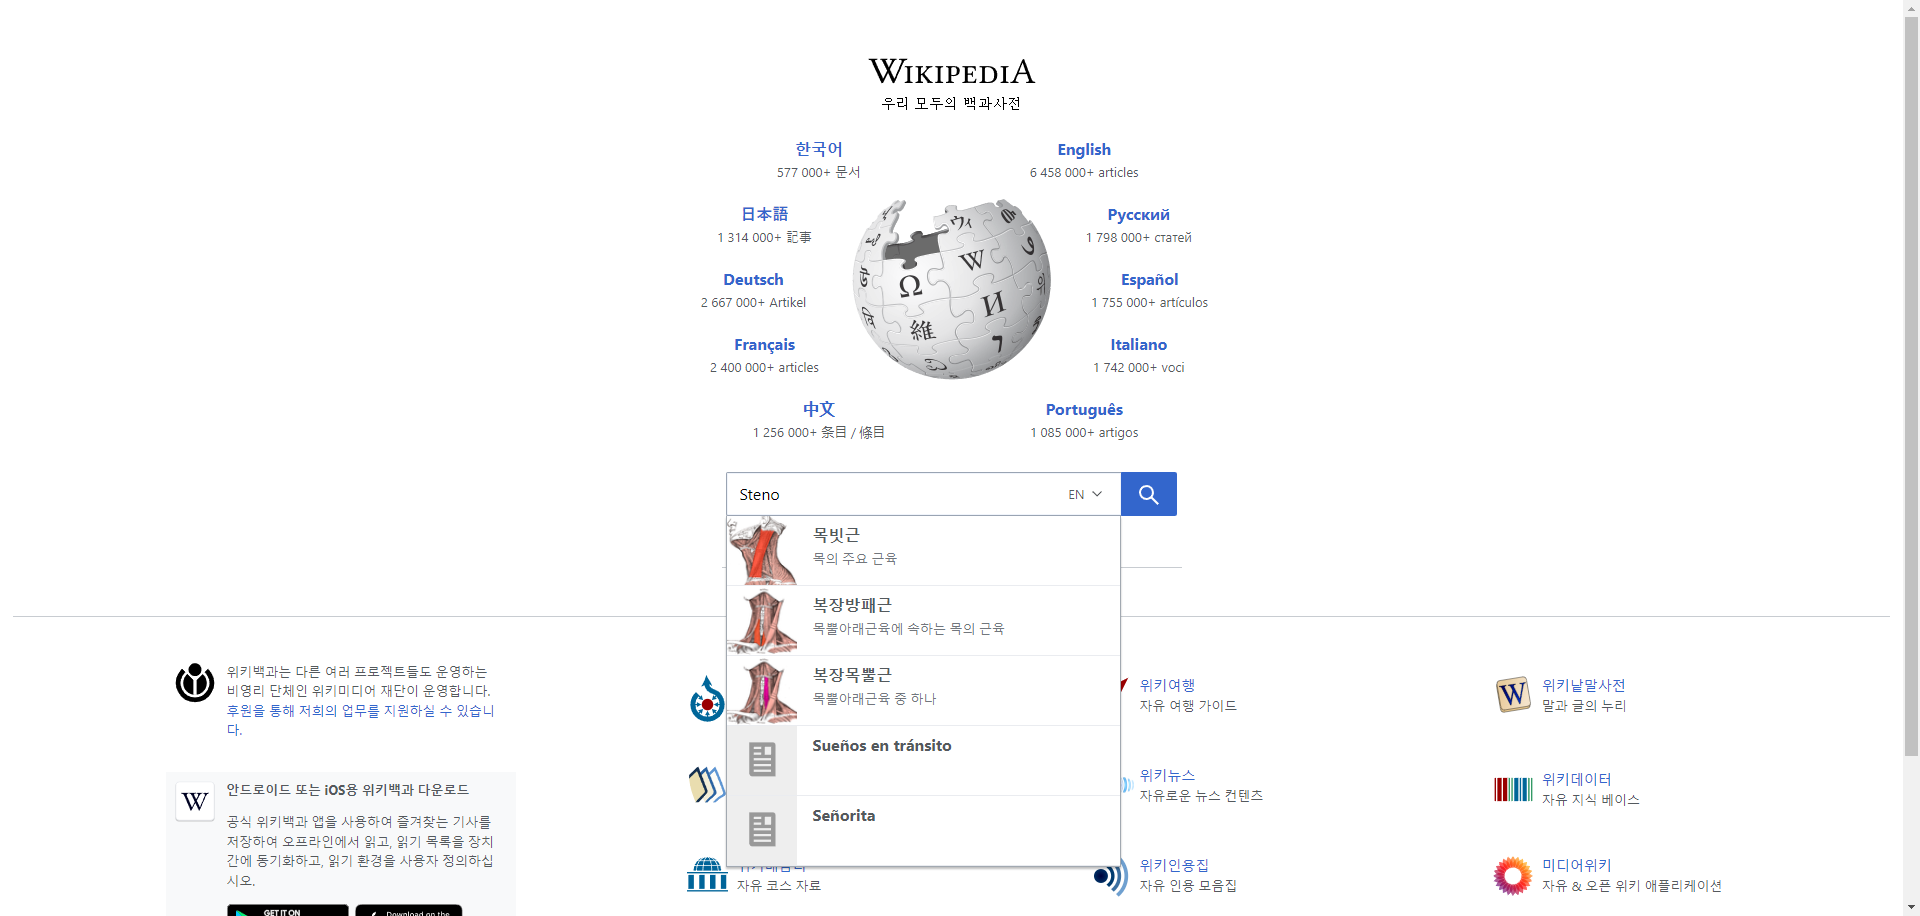 WIKIPEDIA
우리 모두의 백과사전
한국어
577 000+ 문서
English
6 458 000+ articles
日本語
1 314 000+ 記事
Русский
1 798 000+ статей
Deutsch
2 667 000+ Artikel
Español
1 755 000+ artículos
Français
2 400 000+ articles
Italiano
1 742 000+ voci
中文
1 256 000+ 条目 / 條目
Português
1 085 000+ artigos
Ω
W
И
維
ウィ
위
Steno
EN
목빗근
목의 주요 근육
복장방패근
목뿔아래근육에 속하는 목의 근육
복장목뿔근
목뿔아래근육 중 하나
Sueños en tránsito
Señorita
위키백과는 다른 여러 프로젝트들도 운영하는
비영리 단체인 위키미디어 재단이 운영합니다.
후원을 통해 저희의 업무를 지원하실 수 있습니
다.
W
안드로이드 또는 iOS용 위키백과 다운로드
공식 위키백과 앱을 사용하여 즐겨찾는 기사를
저장하여 오프라인에서 읽고, 읽기 목록을 장치
간에 동기화하고, 읽기 환경을 사용자 정의하십
시오.
GET IT ON
Download on the
위키여행
자유 여행 가이드
W
위키낱말사전
말과 글의 누리
위키뉴스
자유로운 뉴스 컨텐츠
위키데이터
자유 지식 베이스
자유 코스 자료
위키인용집
자유 인용 모음집
미디어위키
자유 & 오픈 위키 애플리케이션